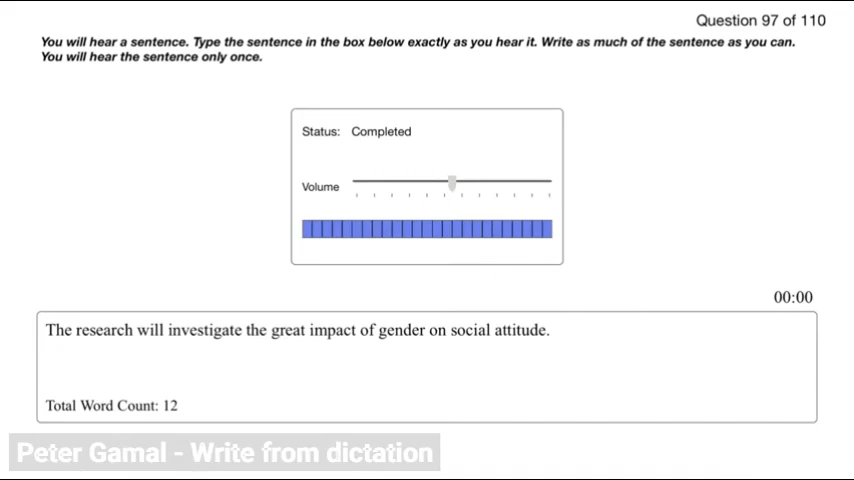 Question 97 of 110
You will hear a sentence. Type the sentence in the box below exactly as you hear it. Write as much of the sentence as you can.
You will hear the sentence only once.
Status: Completed
Volume
00:00
The research will investigate the great impact of gender on social attitude.
Total Word Count: 12
Peter Gamal - Write from dictation